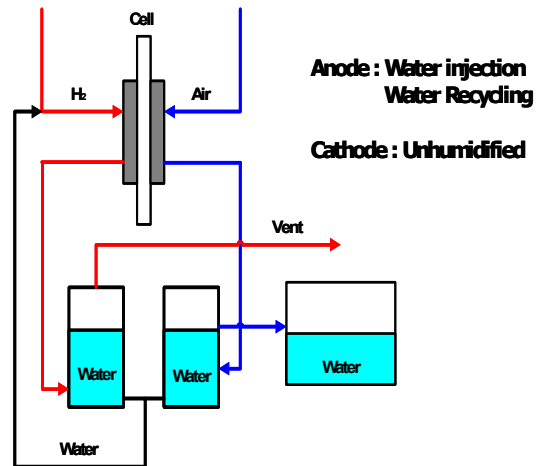 Cell
H₂
Air
Anode : Water injection
Water Recycling
Cathode : Unhumidified
Vent
Water
Water
Water
Water